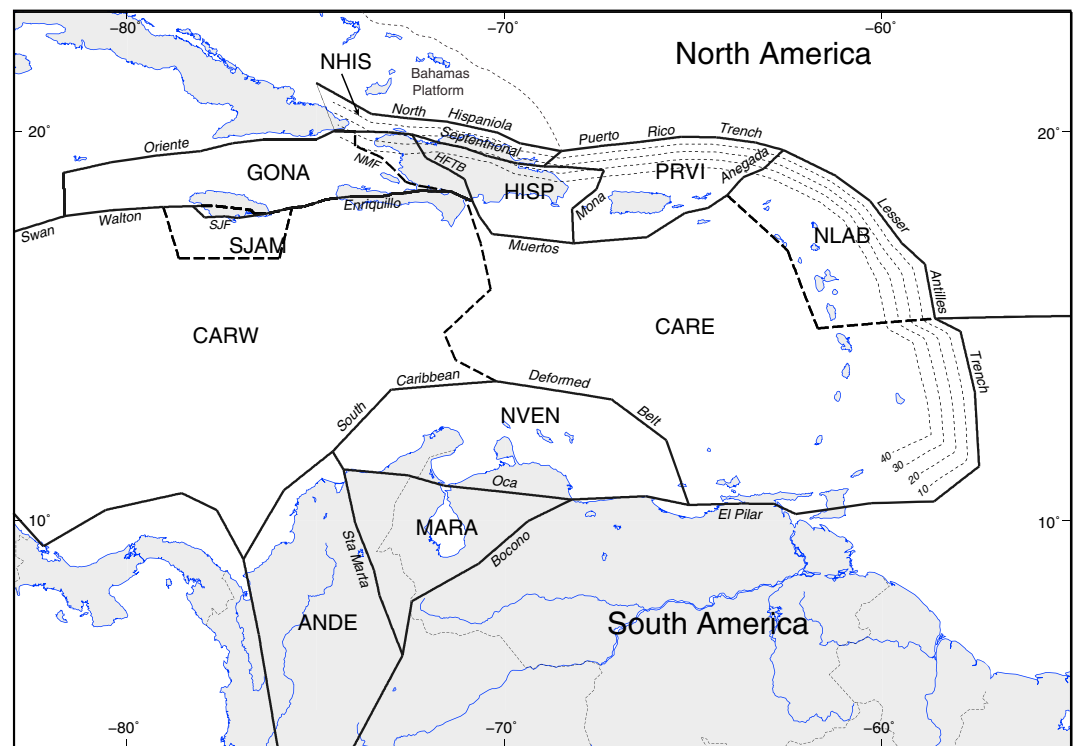 −80°
−70°
−60°
North America
NHIS
Bahamas
Platform
North
Hispaniola
20°
20°
Oriente
Septentrional
Puerto
Rico
Trench
GONA
NMF
HFTB
HISP
PRVI
Anegada
Mona
Enriquillo
Walton
Swan
SJF
SJAM
Muertos
NLAB
Lesser
Antilles
Trench
CARW
CARE
Caribbean
Deformed
South
Belt
NVEN
40
30
20
10
Oca
10°
10°
MARA
El Pilar
Sta Marta
Bocono
ANDE
South America
−80°
−70°
−60°